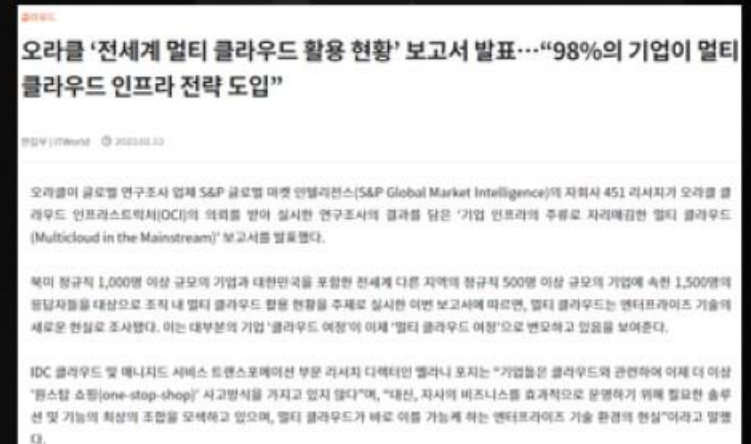 클라우드
오라클 ‘전세계 멀티 클라우드 활용 현황’ 보고서 발표…“98%의 기업이 멀티
클라우드 인프라 전략 도입”
편집부 | ITWorld
오라클이 글로벌 연구조사 업체 S&P 글로벌 마켓 인텔리전스(S&P Global Market Intelligence)의 자회사 451 리서치가 오라클 클
라우드 인프라스트럭처(OCI)의 의뢰를 받아 실시한 연구조사의 결과를 담은 ‘기업 인프라의 주류로 자리매김한 멀티 클라우드
(Multicloud in the Mainstream)’ 보고서를 발표했다.
북미 정규직 1,000명 이상 규모의 기업과 대한민국을 포함한 전세계 다른 지역의 정규직 500명 이상 규모의 기업에 속한 1,500명의
응답자들을 대상으로 조직 내 멀티 클라우드 활용 현황을 주제로 실시한 이번 보고서에 따르면, 멀티 클라우드는 엔터프라이즈 기술의
새로운 현실로 조사됐다. 이는 대부분의 기업 ‘클라우드 여정’이 이제 ‘멀티 클라우드 여정’으로 변모하고 있음을 보여준다.
IDC 클라우드 및 매니지드 서비스 트랜스포메이션 부문 리서치 디렉터인 멜라니 포지는 “기업들은 클라우드와 관련하여 이제 더 이상
‘원스탑 쇼핑(one-stop-shop)’ 사고방식을 가지고 있지 않다”며, “대신, 자사의 비즈니스를 효과적으로 운영하기 위해 필요한 솔루
션 및 기능의 최상의 조합을 모색하고 있으며, 멀티 클라우드가 바로 이를 가능케 하는 엔터프라이즈 기술 환경의 현실”이라고 말했
다.